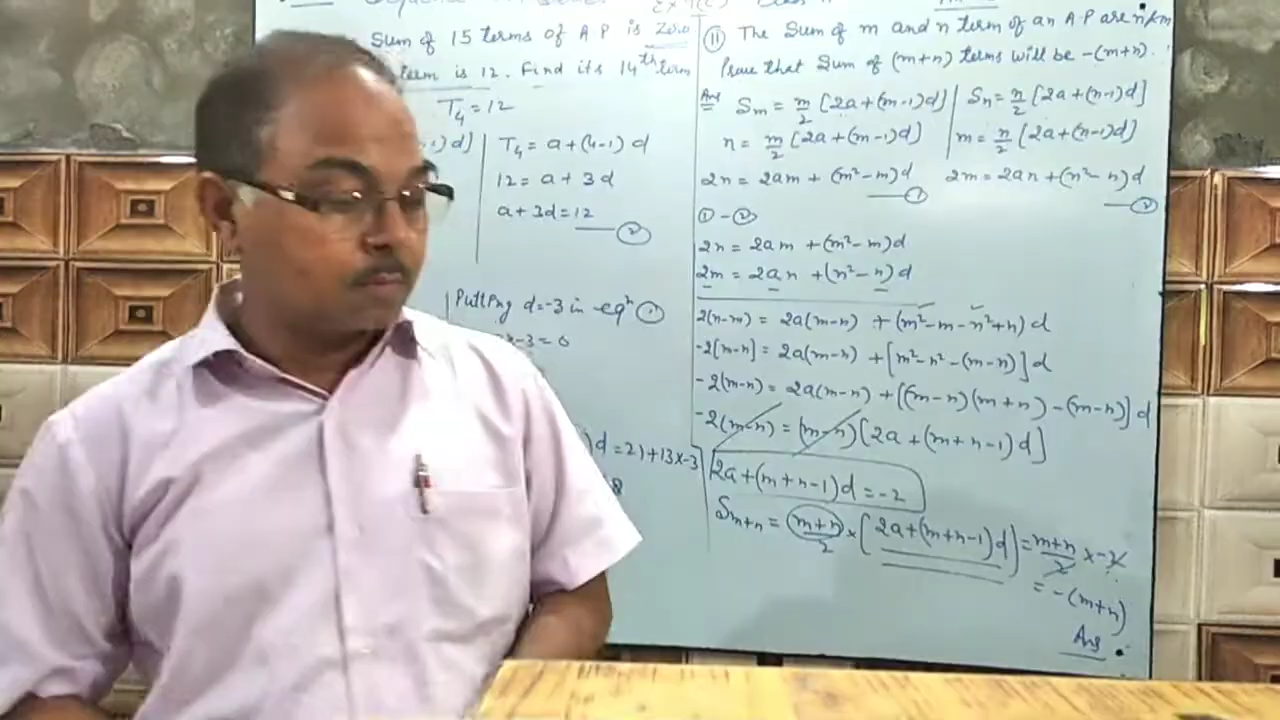 Sum of 15 terms of A.P is Zero
term is 12. Find its 14th term
T4 = 12
T4 = a+(4-1) d
12 = a + 3d
a+3d = 12
②
Putting d=-3 in eqn ①
x-3 = 0
)d = 21+13x-3
8
⑪ The Sum of m and n term of an A.P are n & m
Prove that Sum of (m+n) terms will be -(m+n).
Ans Sm = m/2 [2a+(m-1)d] | Sn = n/2 [2a+(n-1)d]
n = m/2 [2a+(m-1)d] | m = n/2 [2a+(n-1)d]
2n = 2am + (m²-m)d ① 2m = 2an+(n²-n)d ②
① - ②
2n = 2am +(m²-m)d
2m = 2an +(n²-n)d
2(n-m) = 2a(m-n) +(m²-m-n²+n)d
-2[m-n] = 2a(m-n) +[m²-n²-(m-n)]d
-2(m-n) = 2a(m-n) +[(m-n)(m+n)-(m-n)]d
-2(m-n) = (m-n)[2a+(m+n-1)d]
2a+(m+n-1)d = -2
Sm+n = (m+n)/2 × [2a+(m+n-1)d] = m+n/2 × -2
= -(m+n)
Ans